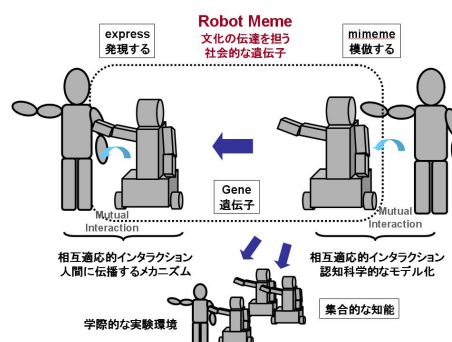 Robot Meme
文化の伝達を担う
社会的な遺伝子
express
発現する
mimeme
模倣する
Gene
遺伝子
Mutual
Interaction
Mutual
Interaction
相互適応的インタラクション
人間に伝播するメカニズム
相互適応的インタラクション
認知科学的なモデル化
学際的な実験環境
集合的な知能